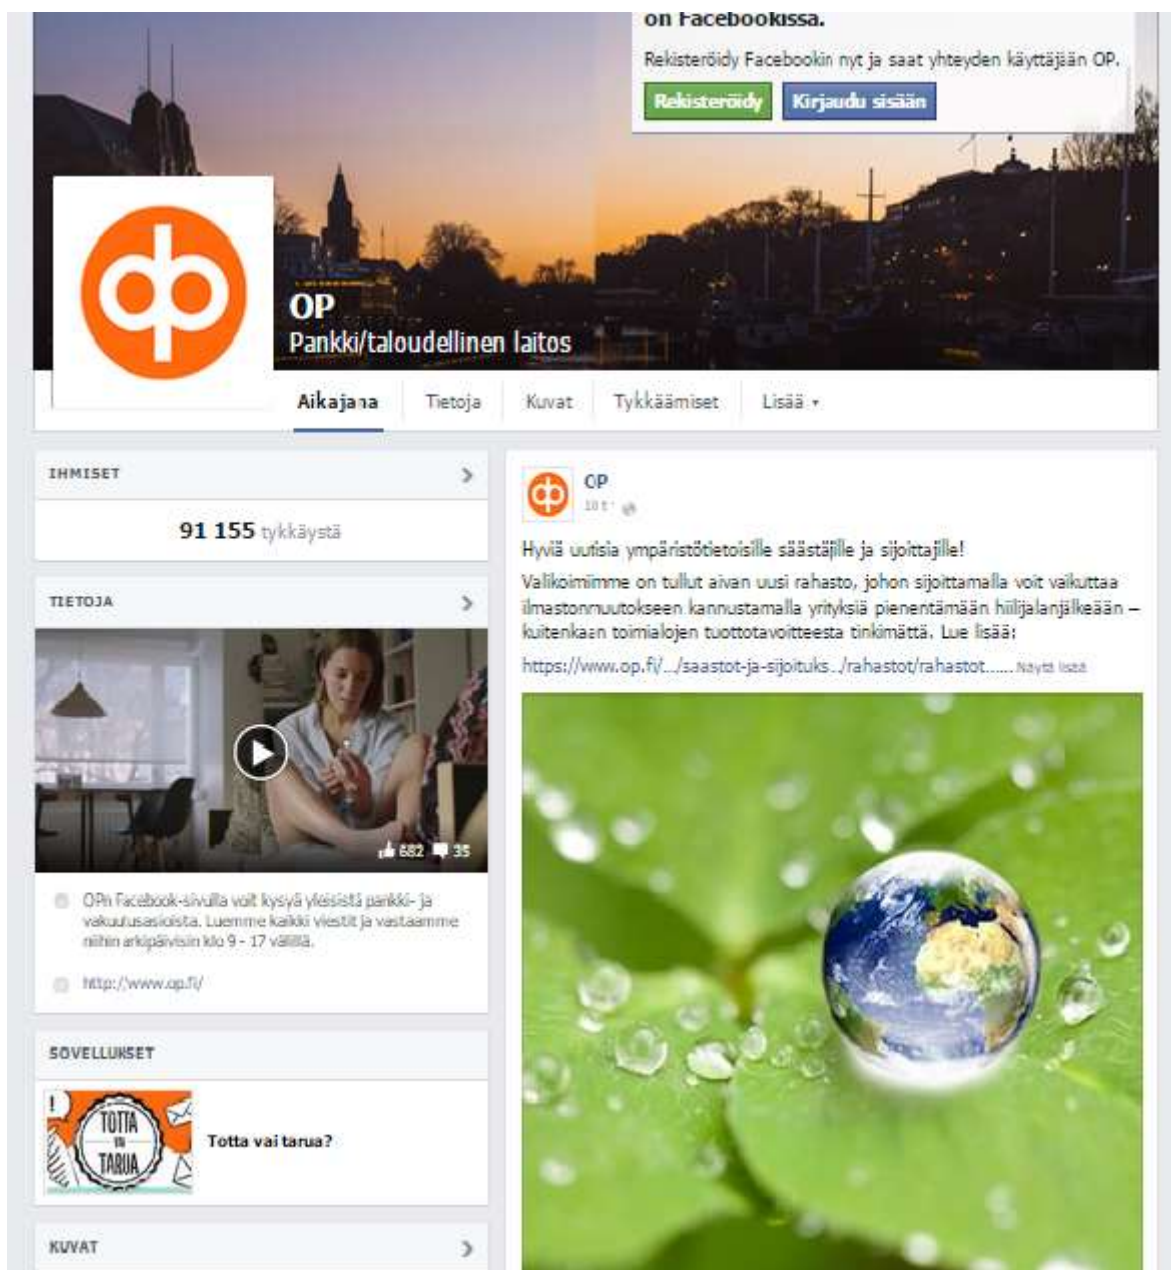 on Facebookissa.
Rekisteröidy Facebookin nyt ja saat yhteyden käyttäjään OP.
Rekisteröidy
Kirjaudu sisään
OP
Pankki/taloudellinen laitos
Aikajana
Tietoja
Kuvat
Tykkäämiset
Lisää
IHMISET
91 155 tykkäystä
TIETOJA
682
35
OPn Facebook-sivulla voit kysyä yleisistä pankki- ja
vakuutusasioista. Luemme kaikki viestit ja vastaamme
niihin arkipäivisin klo 9 - 17 välillä.
http://www.op.fi/
SOVELLUKSET
!
TOTTA
VAI
TARUA
Totta vai tarua?
KUVAT
OP
Hyviä uutisia ympäristötietoisille säästäjille ja sijoittajille!
Valikoimiimme on tullut aivan uusi rahasto, johon sijoittamalla voit vaikuttaa
ilmastonmuutokseen kannustamalla yrityksiä pienentämään hiilijalanjälkeään –
kuitenkaan toimialojen tuottotavoitteesta tinkimättä. Lue lisää:
https://www.op.fi/.../saastot-ja-sijoituks.../rahastot/rahastot...... Näytä lisää